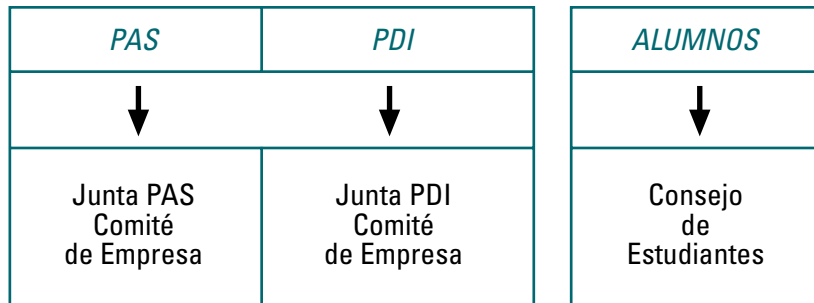 PAS
PDI
ALUMNOS
Junta PAS
Comité
de Empresa
Junta PDI
Comité
de Empresa
Consejo
de
Estudiantes